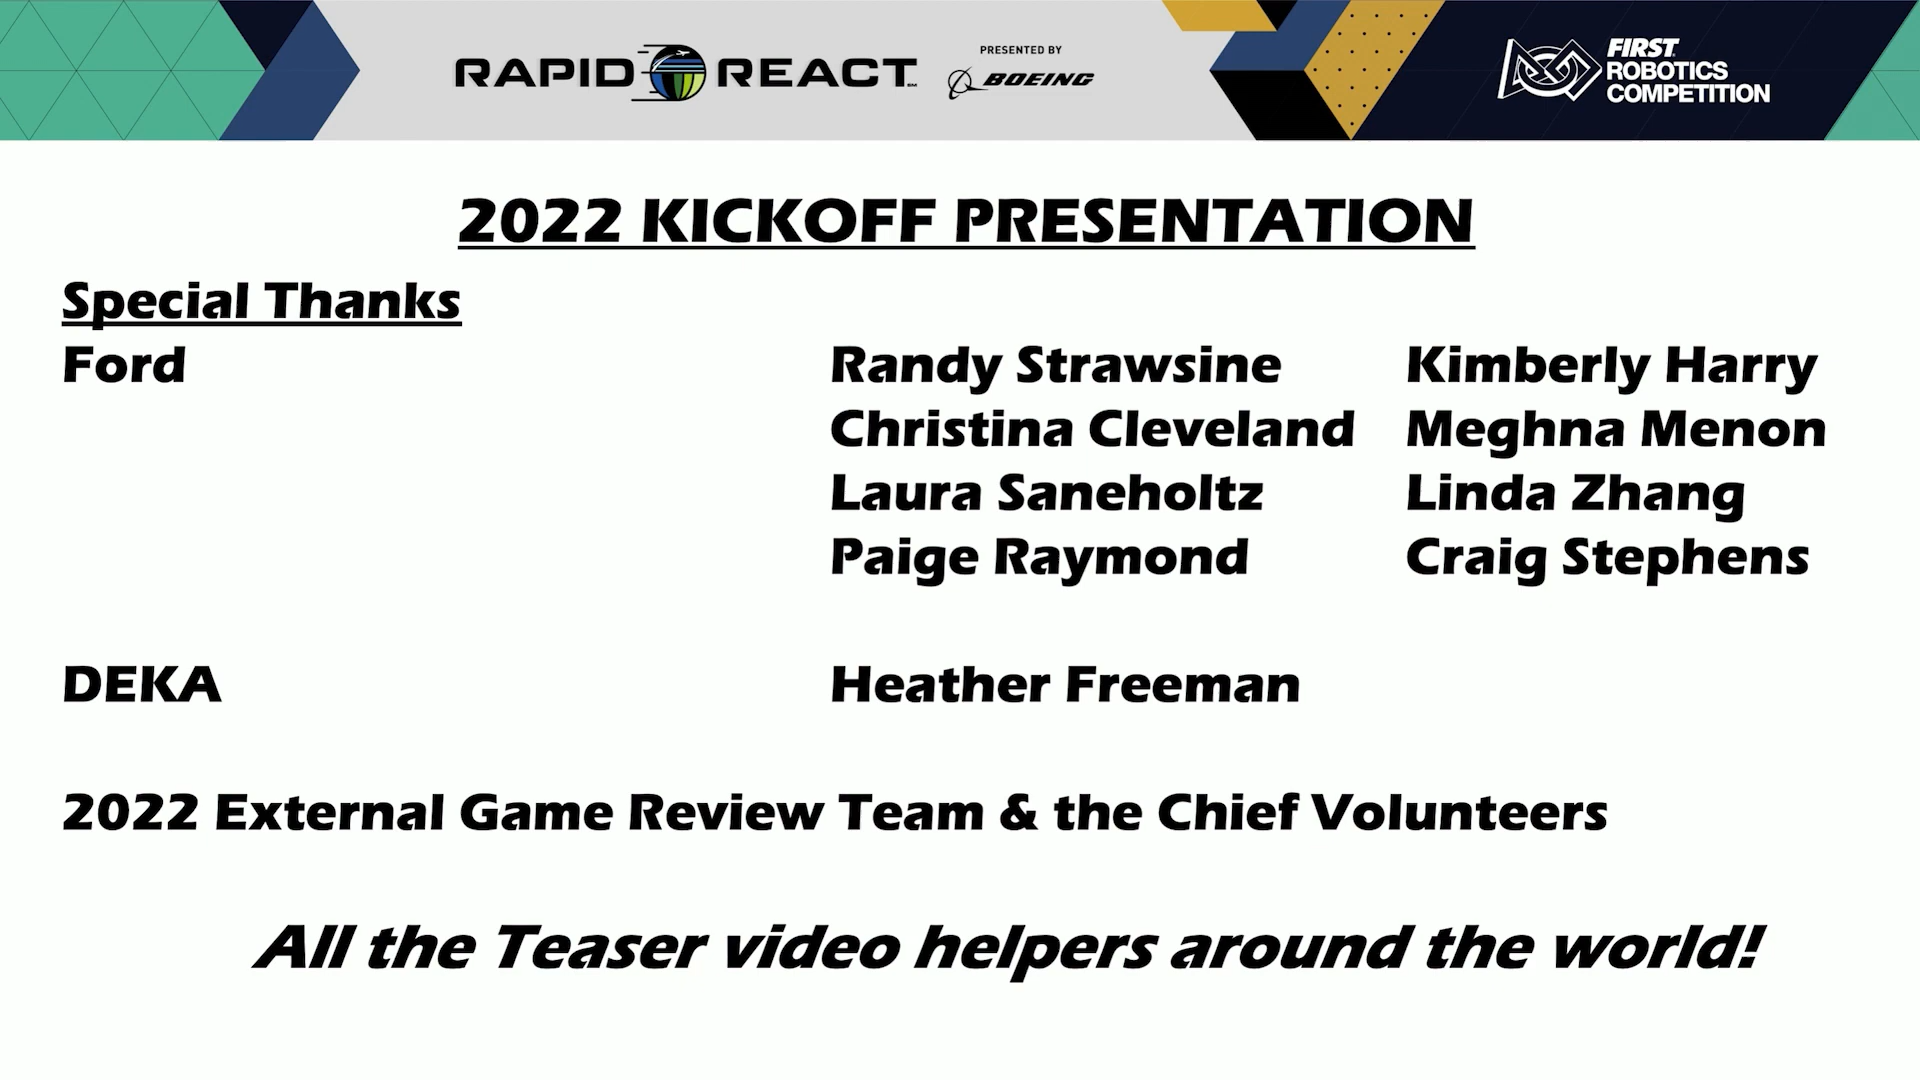 RAPID REACT℠
PRESENTED BY
BOEING
FIRST®
ROBOTICS
COMPETITION
2022 KICKOFF PRESENTATION
Special Thanks
Ford Randy Strawsine Kimberly Harry
Christina Cleveland Meghna Menon
Laura Saneholtz Linda Zhang
Paige Raymond Craig Stephens
DEKA Heather Freeman
2022 External Game Review Team & the Chief Volunteers
All the Teaser video helpers around the world!